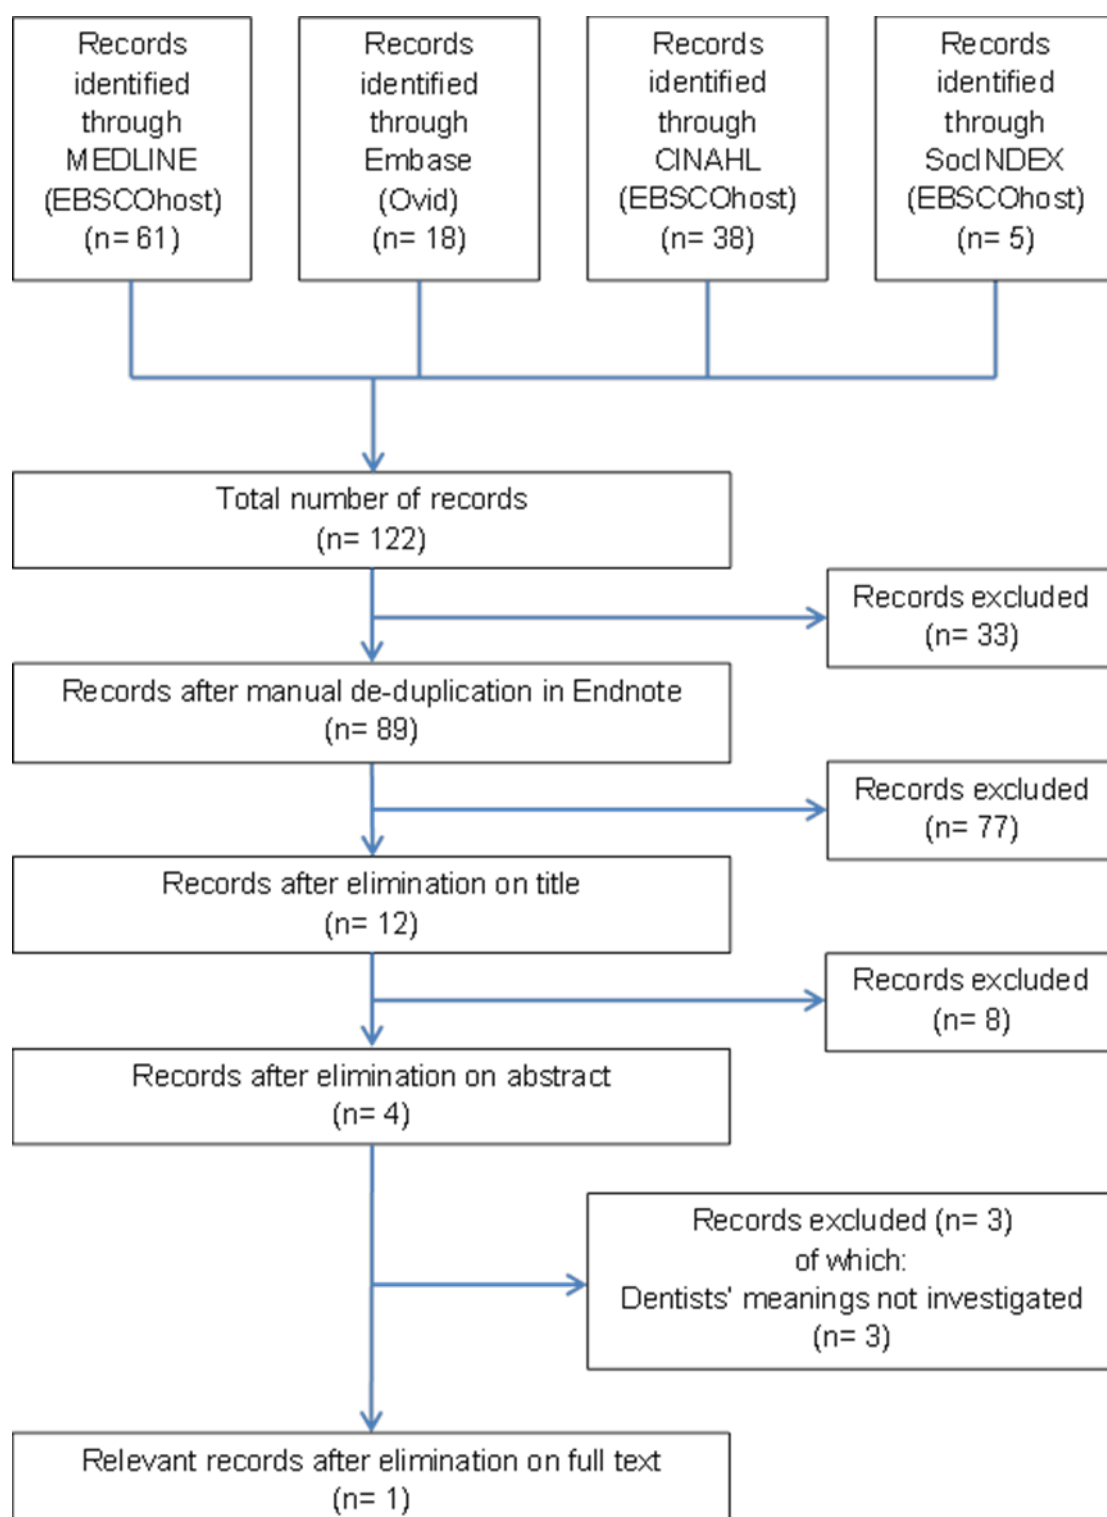 Records
identified
through
MEDLINE
(EBSCOhost)
(n= 61)
Records
identified
through
Embase
(Ovid)
(n= 18)
Records
identified
through
CINAHL
(EBSCOhost)
(n= 38)
Records
identified
through
SocINDEX
(EBSCOhost)
(n= 5)
Total number of records
(n= 122)
Records excluded
(n= 33)
Records after manual de-duplication in Endnote
(n= 89)
Records excluded
(n= 77)
Records after elimination on title
(n= 12)
Records excluded
(n= 8)
Records after elimination on abstract
(n= 4)
Records excluded (n= 3)
of which:
Dentists' meanings not investigated
(n= 3)
Relevant records after elimination on full text
(n= 1)